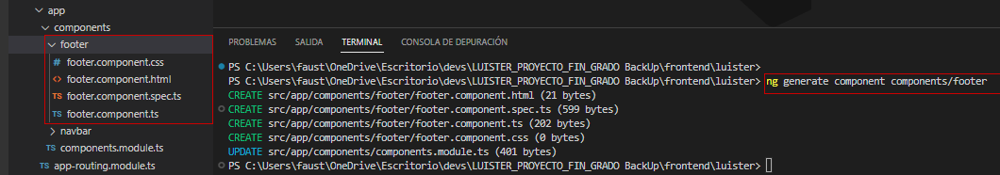 app
components
footer
footer.component.css
footer.component.html
TS footer.component.spec.ts
TS footer.component.ts
navbar
TS components.module.ts
TS app-routing.module.ts
PROBLEMAS SALIDA TERMINAL CONSOLA DE DEPURACIÓN
PS C:\Users\faust\OneDrive\Escritorio\devs\LUISTER_PROYECTO_FIN_GRADO BackUp\frontend\luister>
PS C:\Users\faust\OneDrive\Escritorio\devs\LUISTER_PROYECTO_FIN_GRADO BackUp\frontend\luister> ng generate component components/footer
CREATE src/app/components/footer/footer.component.html (21 bytes)
CREATE src/app/components/footer/footer.component.spec.ts (599 bytes)
CREATE src/app/components/footer/footer.component.ts (202 bytes)
CREATE src/app/components/footer/footer.component.css (0 bytes)
UPDATE src/app/components/components.module.ts (401 bytes)
PS C:\Users\faust\OneDrive\Escritorio\devs\LUISTER_PROYECTO_FIN_GRADO BackUp\frontend\luister>